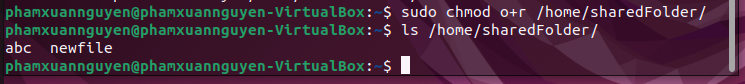 phamxuannguyen@phamxuannguyen-VirtualBox:~$ sudo chmod o+r /home/sharedFolder/
phamxuannguyen@phamxuannguyen-VirtualBox:~$ ls /home/sharedFolder/
abc  newfile
phamxuannguyen@phamxuannguyen-VirtualBox:~$